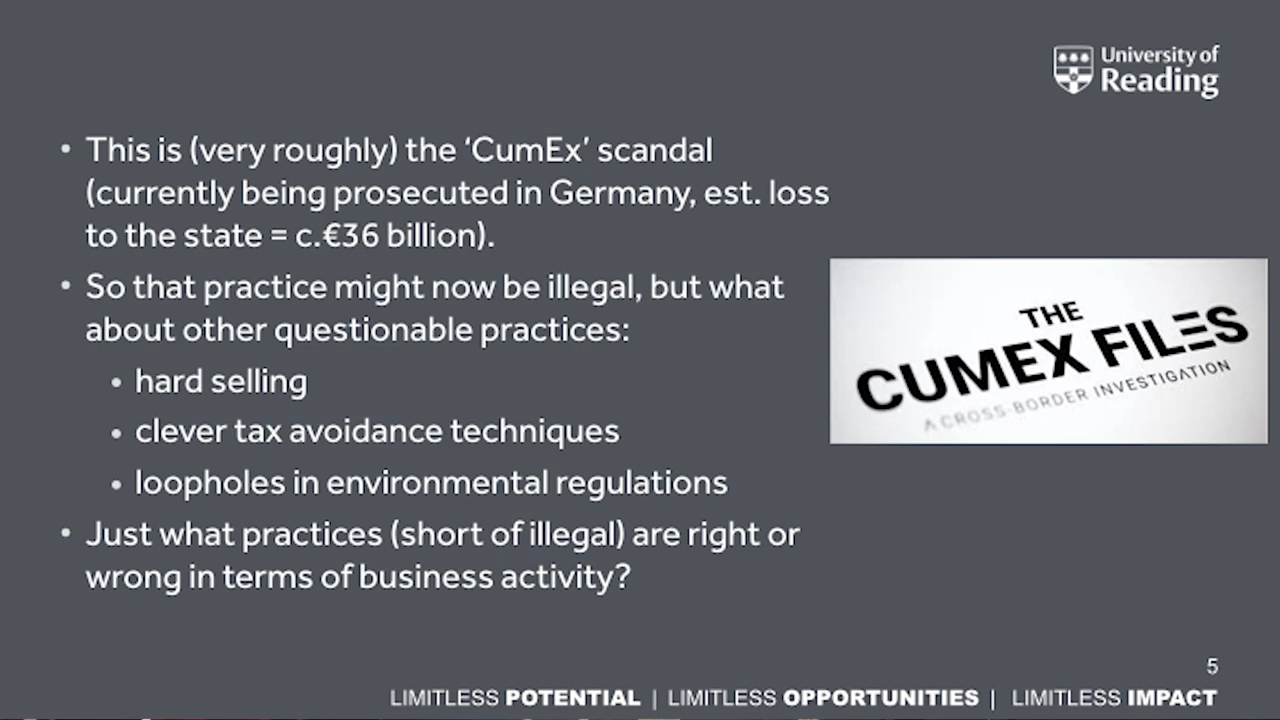 University of
Reading
• This is (very roughly) the ‘CumEx’ scandal
(currently being prosecuted in Germany, est. loss
to the state = c.€36 billion).
• So that practice might now be illegal, but what
about other questionable practices:
• hard selling
• clever tax avoidance techniques
• loopholes in environmental regulations
• Just what practices (short of illegal) are right or
wrong in terms of business activity?
THE
CUMEX FILES
A CROSS-BORDER INVESTIGATION
5
LIMITLESS POTENTIAL | LIMITLESS OPPORTUNITIES | LIMITLESS IMPACT